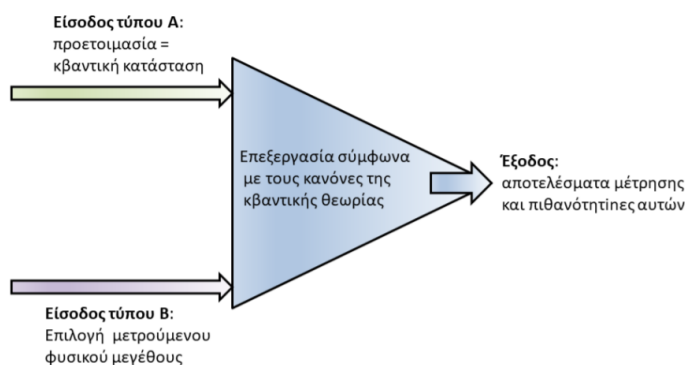 Είσοδος τύπου Α:
προετοιμασία =
κβαντική κατάσταση
Επεξεργασία σύμφωνα
με τους κανόνες της
κβαντικής θεωρίας
Έξοδος:
αποτελέσματα μέτρησης
και πιθανότητίnες αυτών
Είσοδος τύπου Β:
Επιλογή μετρούμενου
φυσικού μεγέθους